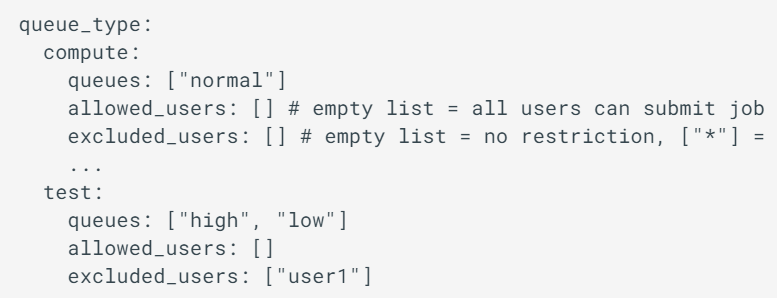 queue_type:
  compute:
    queues: ["normal"]
    allowed_users: [] # empty list = all users can submit job
    excluded_users: [] # empty list = no restriction, ["*"] =
    ...
  test:
    queues: ["high", "low"]
    allowed_users: []
    excluded_users: ["user1"]